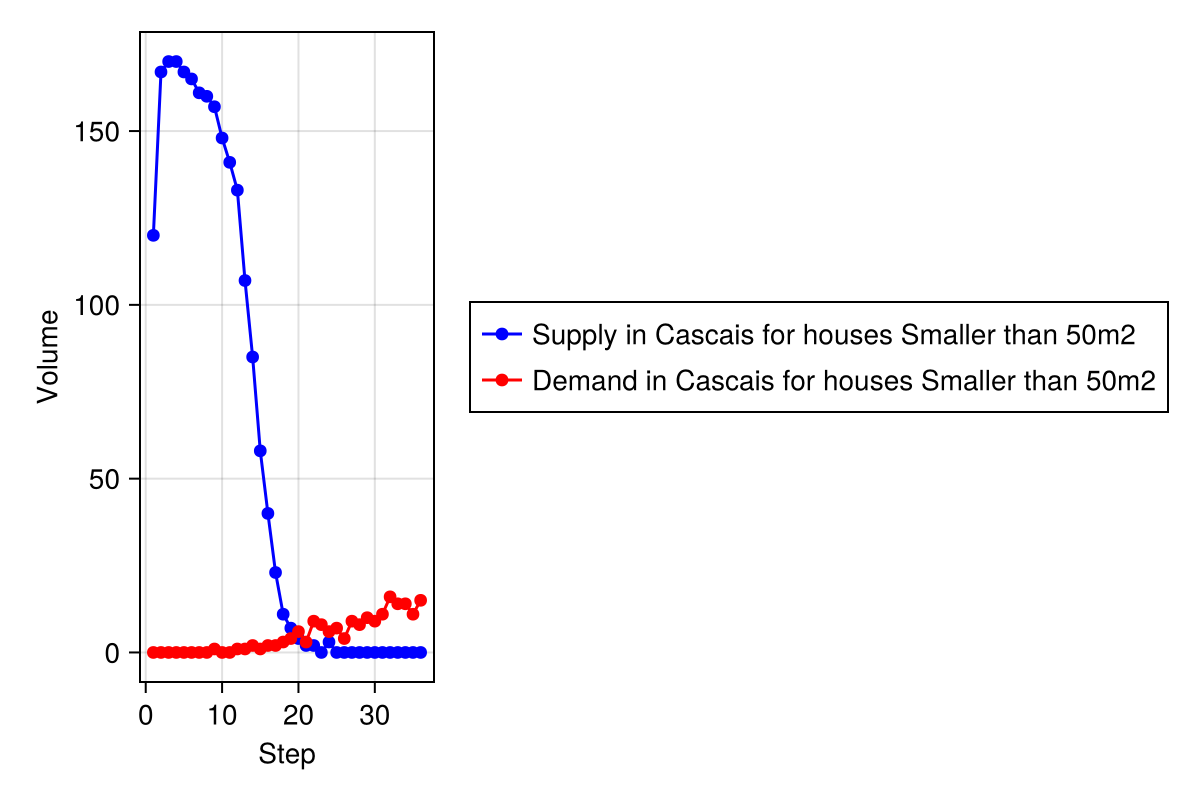 Volume
150
100
50
0
0 10 20 30
Step
Supply in Cascais for houses Smaller than 50m2
Demand in Cascais for houses Smaller than 50m2